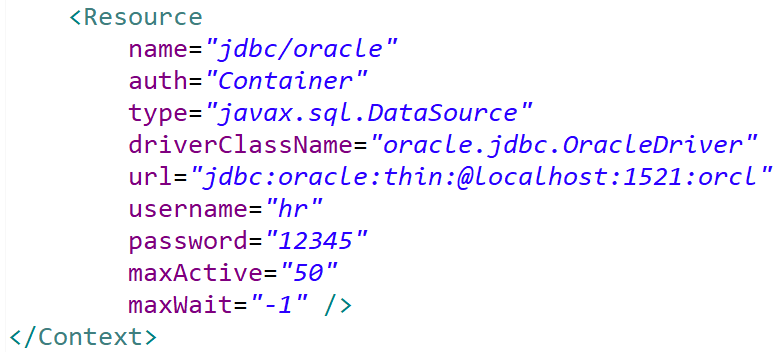 <Resource
name="jdbc/oracle"
auth="Container"
type="javax.sql.DataSource"
driverClassName="oracle.jdbc.OracleDriver"
url="jdbc:oracle:thin:@localhost:1521:orcl"
username="hr"
password="12345"
maxActive="50"
maxWait="-1" />
</Context>